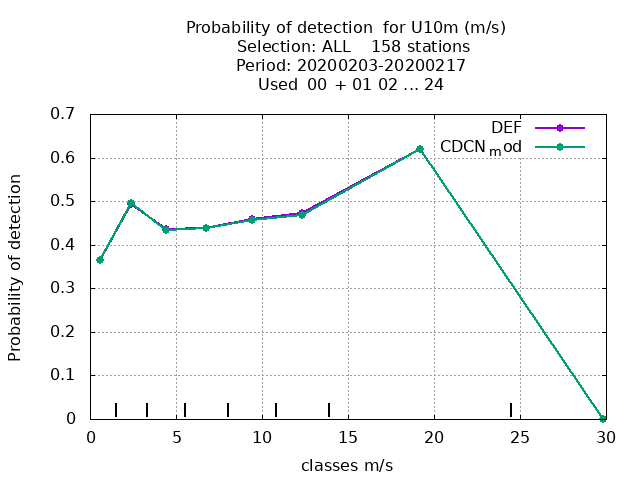 Probability of detection for U10m (m/s)
Selection: ALL 158 stations
Period: 20200203-20200217
Used 00 + 01 02 ... 24
DEF
CDCN_mod
Probability of detection
0.7
0.6
0.5
0.4
0.3
0.2
0.1
0
0 5 10 15 20 25 30
classes m/s